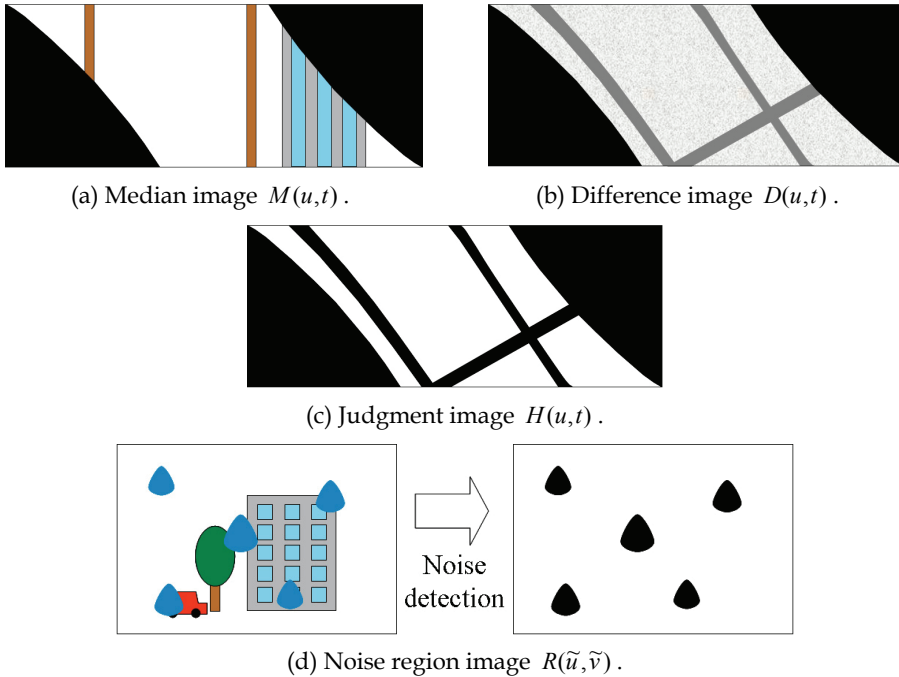 (a) Median image M(u,t) .
(b) Difference image D(u,t) .
(c) Judgment image H(u,t) .
Noise
detection
(d) Noise region image R(ũ,ṽ) .